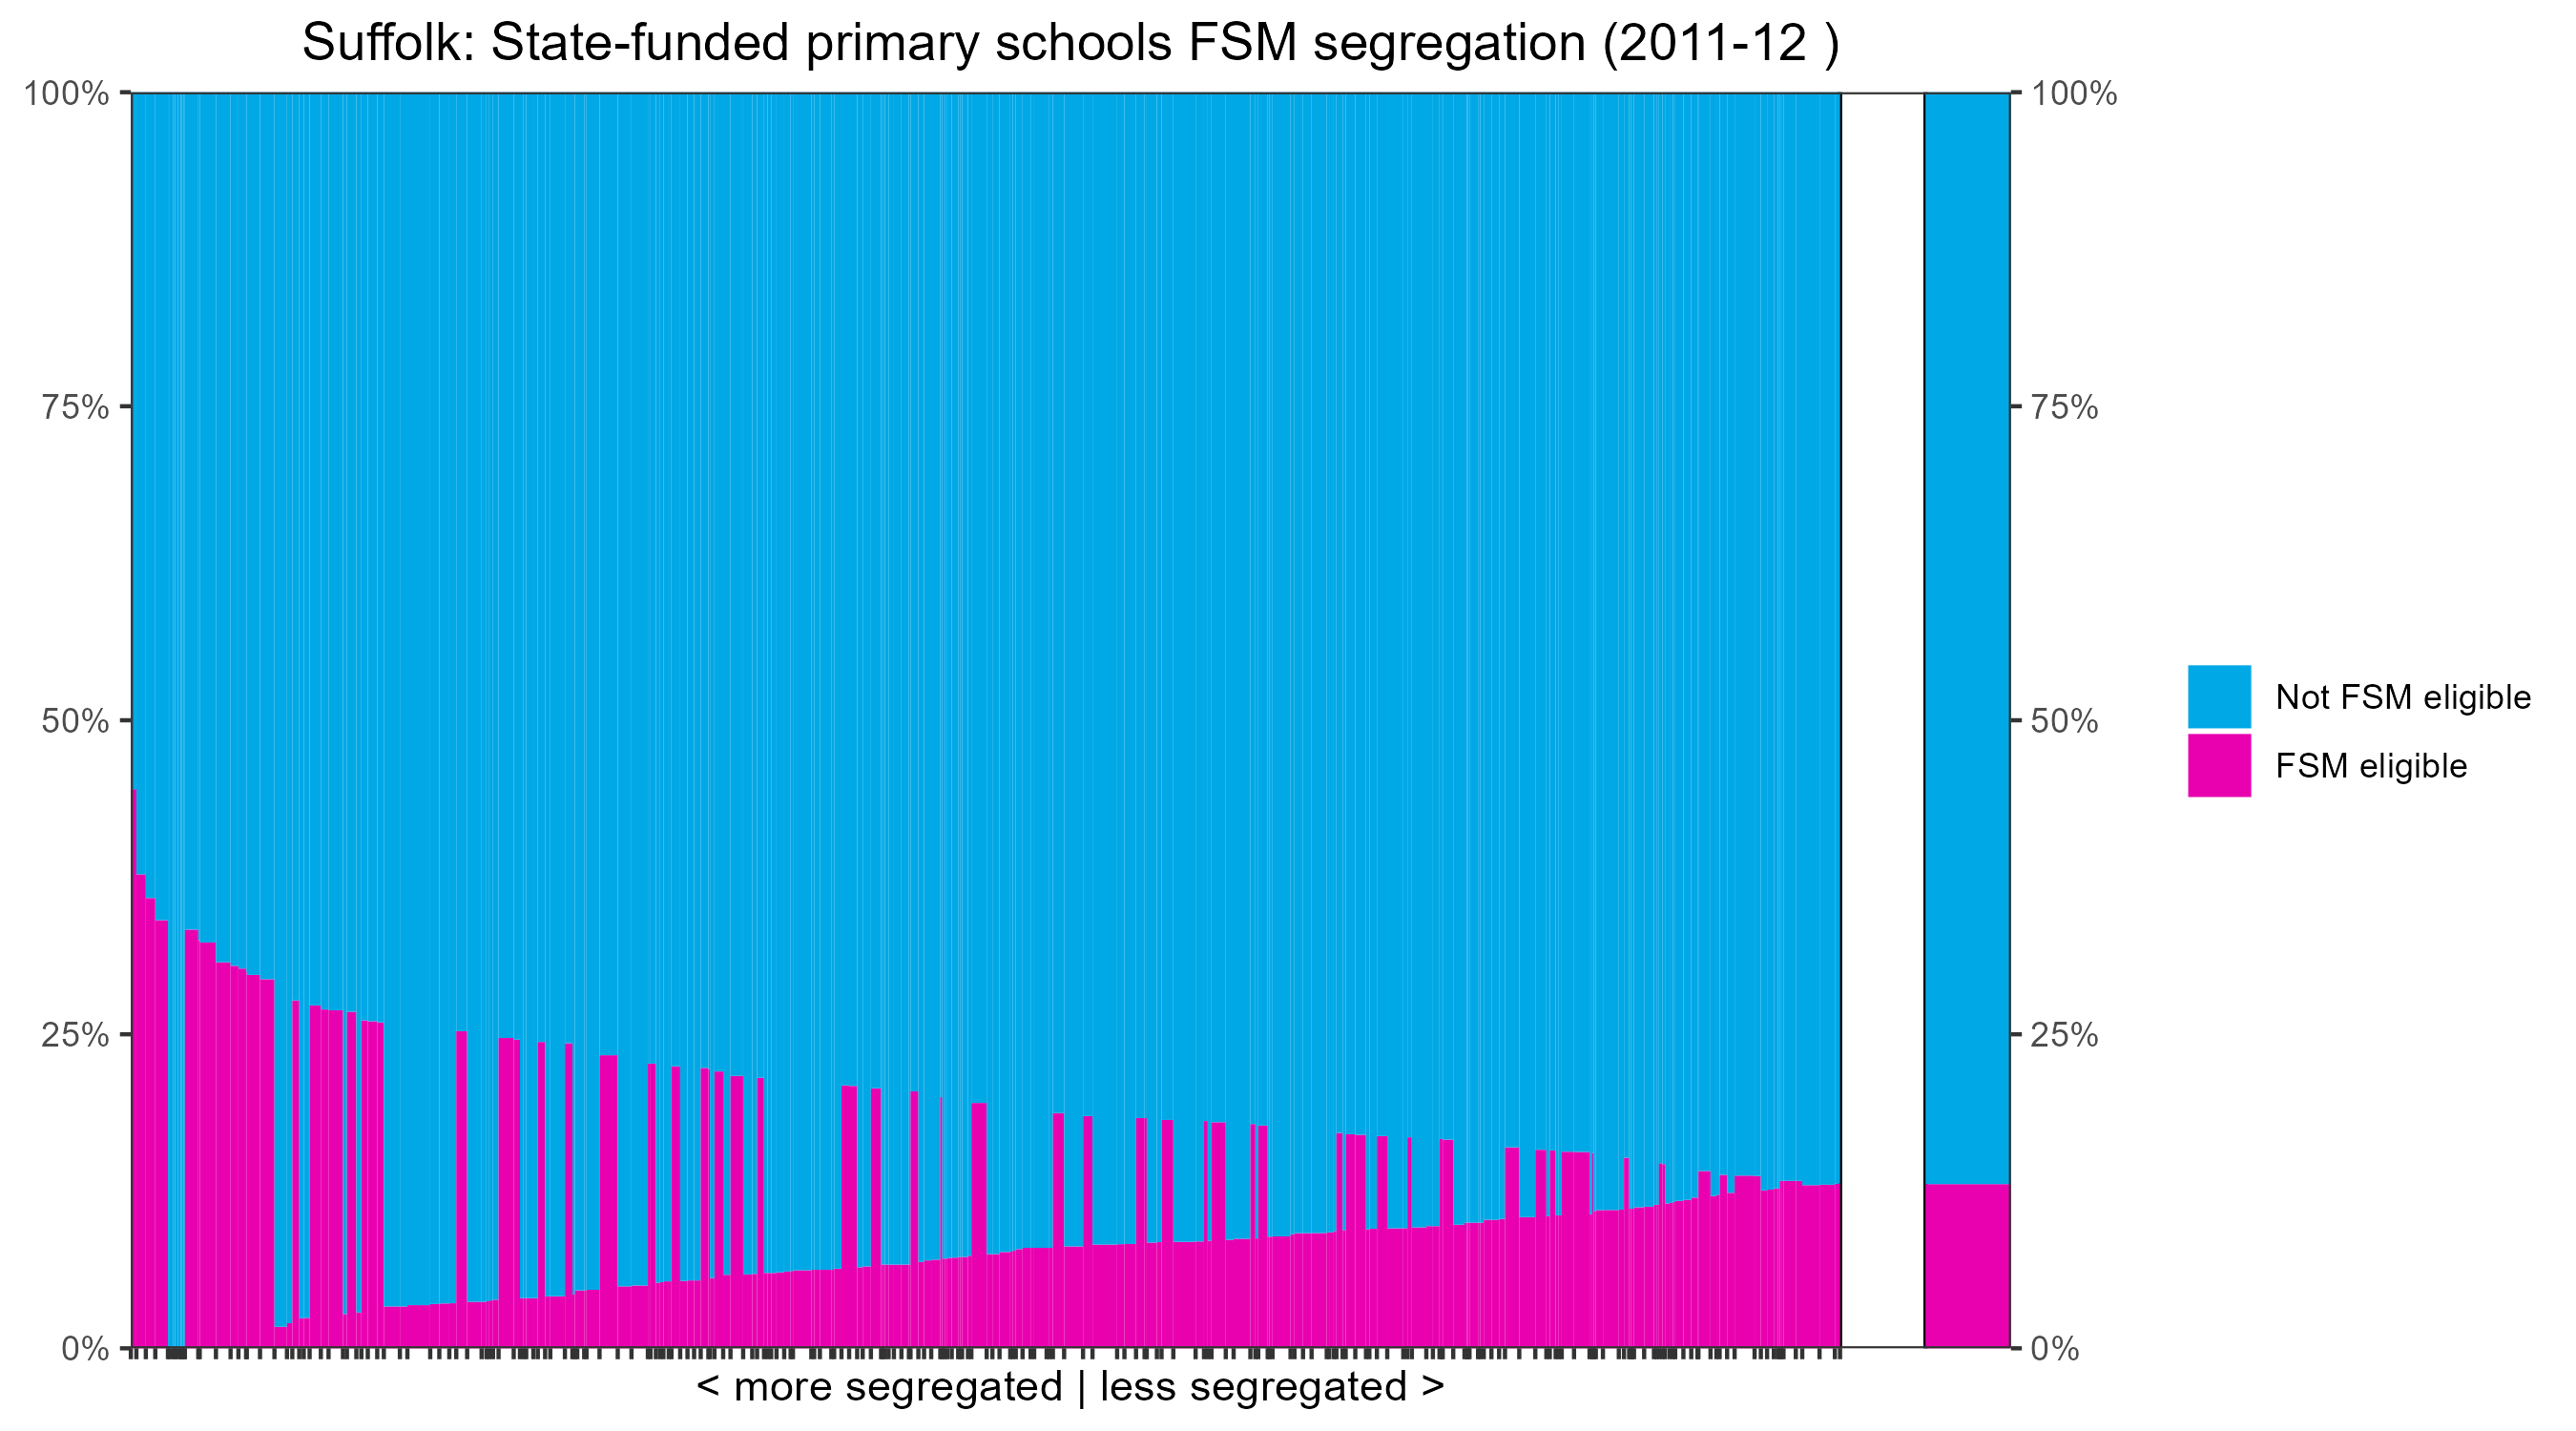 Suffolk: State-funded primary schools FSM segregation (2011-12 )
100%
75%
50%
25%
0%
100%
75%
50%
25%
0%
Not FSM eligible
FSM eligible
< more segregated | less segregated >